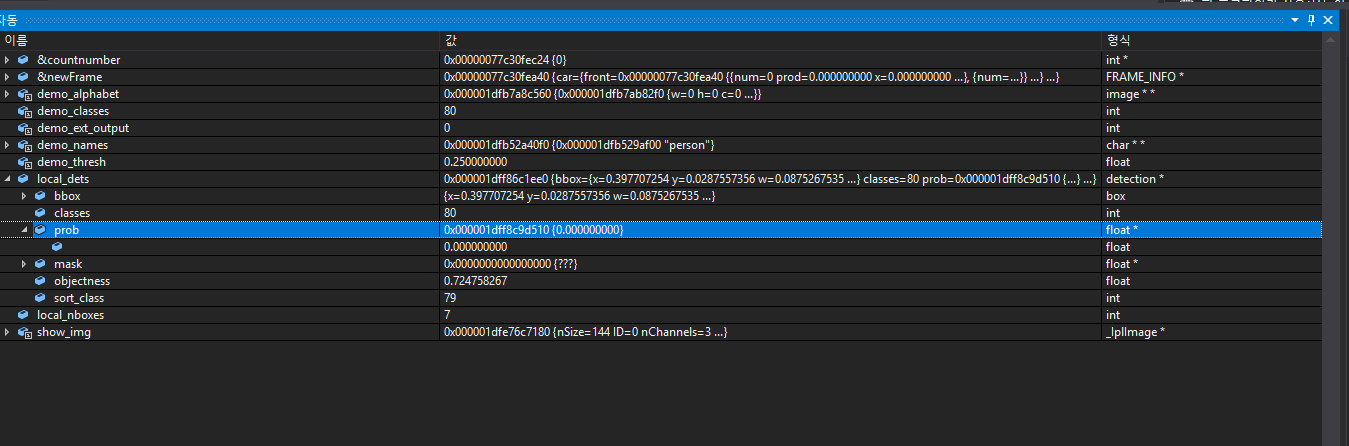 자동
이름 값 형식
&countnumber 0x00000077c30fec24 {0} int *
&newFrame 0x00000077c30fea40 {car={front=0x00000077c30fea40 {{num=0 prod=0.000000000 x=0.000000000 ...}, {num=...}} ...} ...} FRAME_INFO *
demo_alphabet 0x000001dfb7a8c560 {0x000001dfb7ab82f0 {w=0 h=0 c=0 ...}} image * *
demo_classes 80 int
demo_ext_output 0 int
demo_names 0x000001dfb52a40f0 {0x000001dfb529af00 "person"} char * *
demo_thresh 0.250000000 float
local_dets 0x000001dff86c1ee0 {bbox={x=0.397707254 y=0.0287557356 w=0.0875267535 ...} classes=80 prob=0x000001dff8c9d510 {...} ...} detection *
bbox {x=0.397707254 y=0.0287557356 w=0.0875267535 ...} box
classes 80 int
prob 0x000001dff8c9d510 {0.000000000} float *
0.000000000 float
mask 0x0000000000000000 {???} float *
objectness 0.724758267 float
sort_class 79 int
local_nboxes 7 int
show_img 0x000001dfe76c7180 {nSize=144 ID=0 nChannels=3 ...} _IplImage *